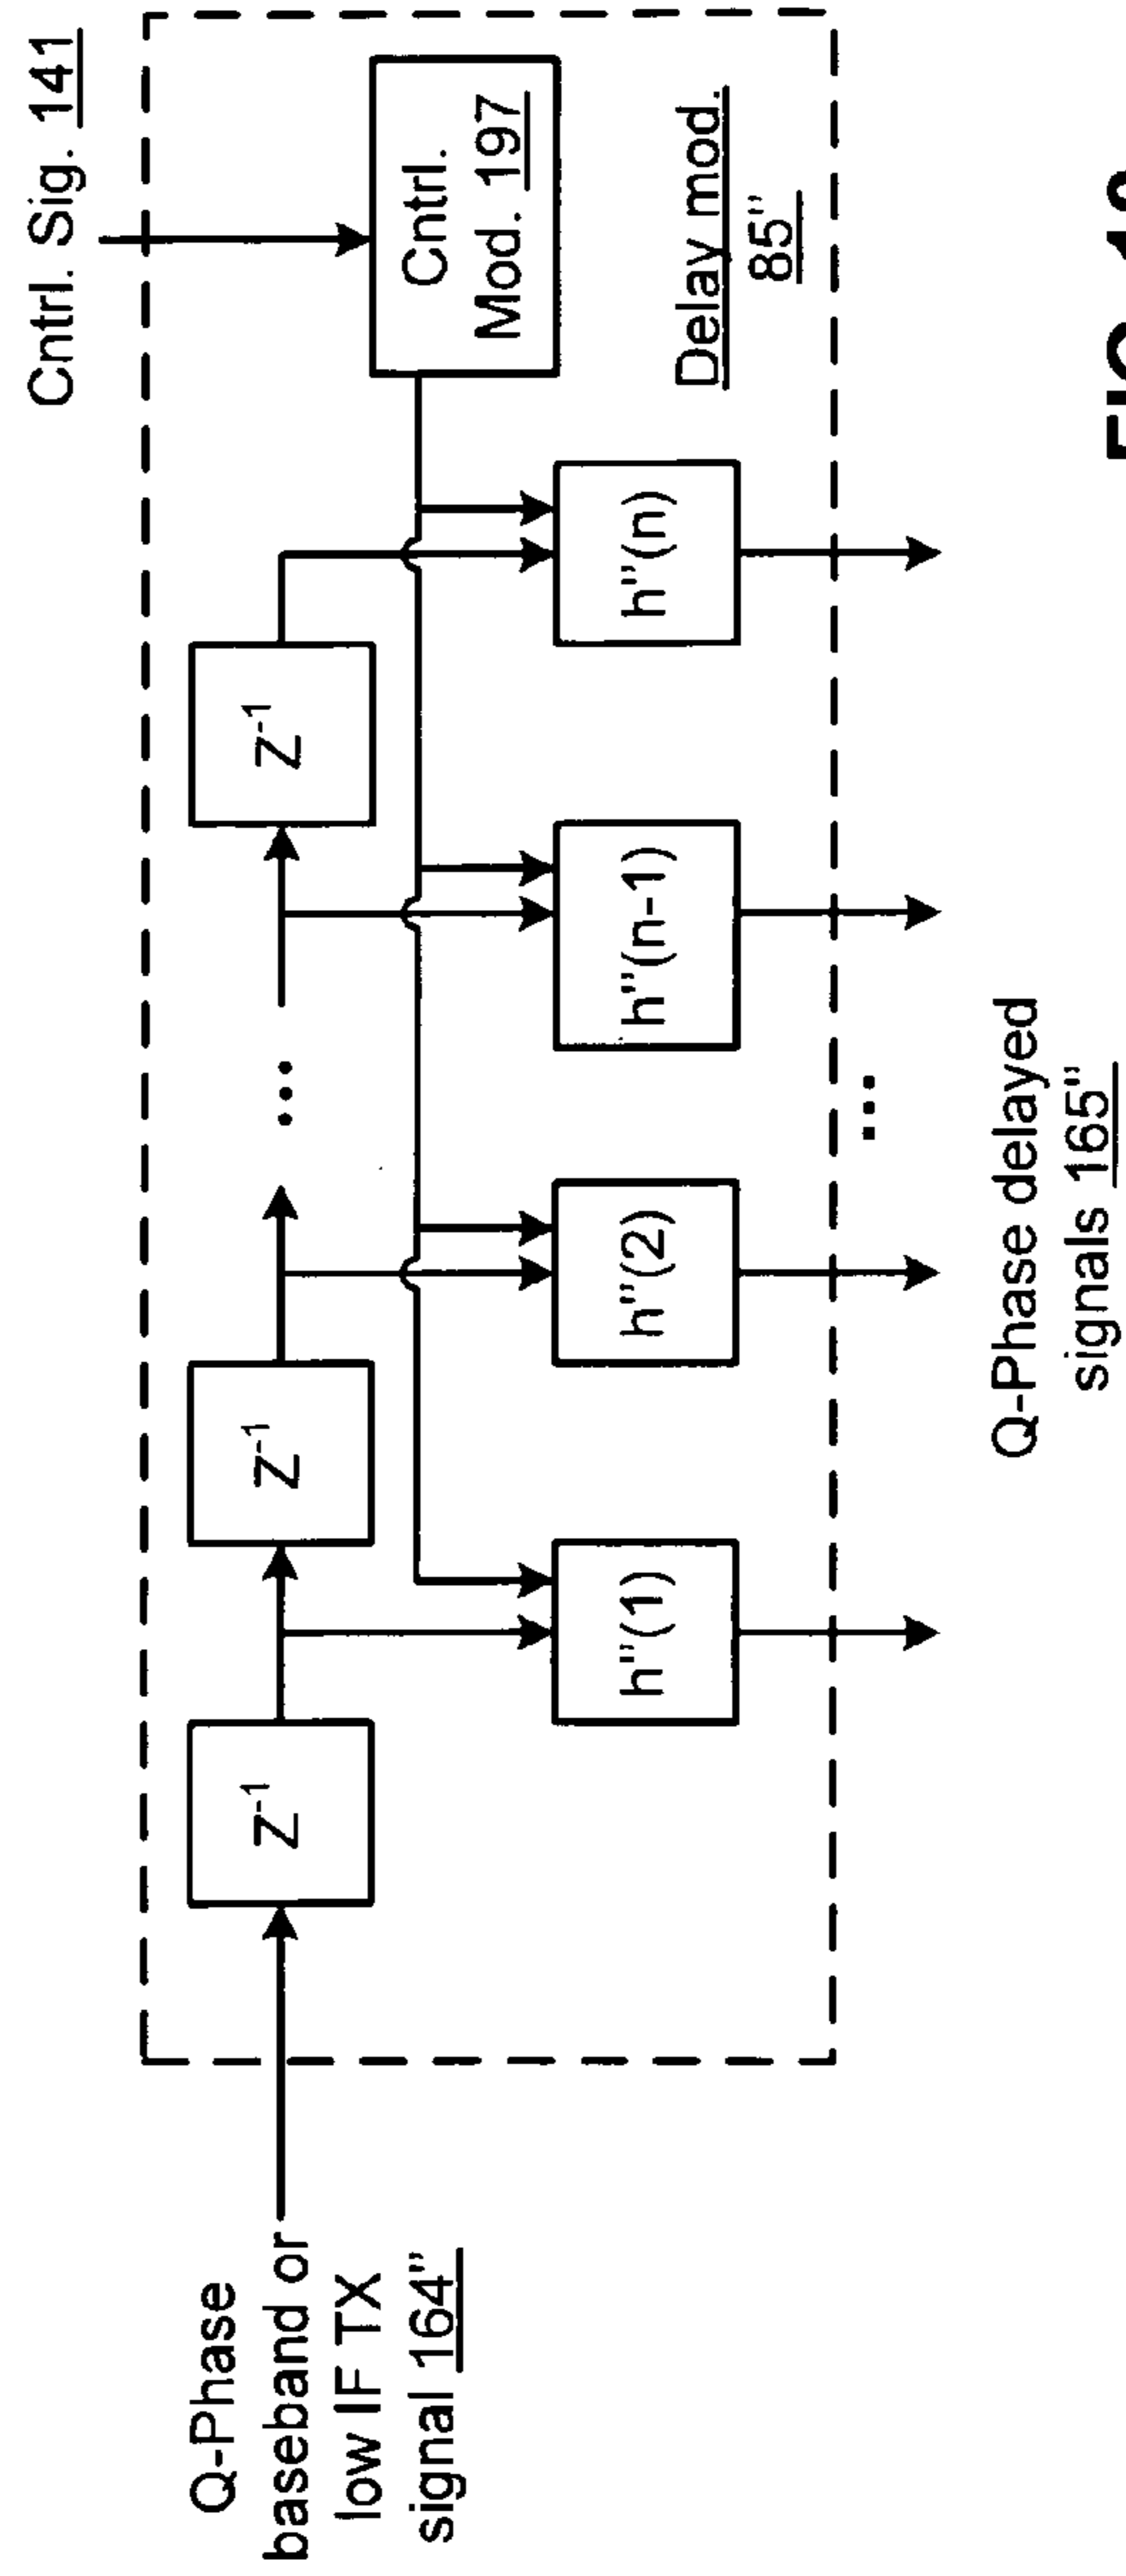 Cntrl. Sig. 141
Q-Phase
baseband or
low IF TX
signal 164"
Z-1
Z-1
...
Z-1
Cntrl.
Mod. 197
h"(1)
h"(2)
h"(n-1)
h"(n)
Delay mod.
85"
...
Q-Phase delayed
signals 165"